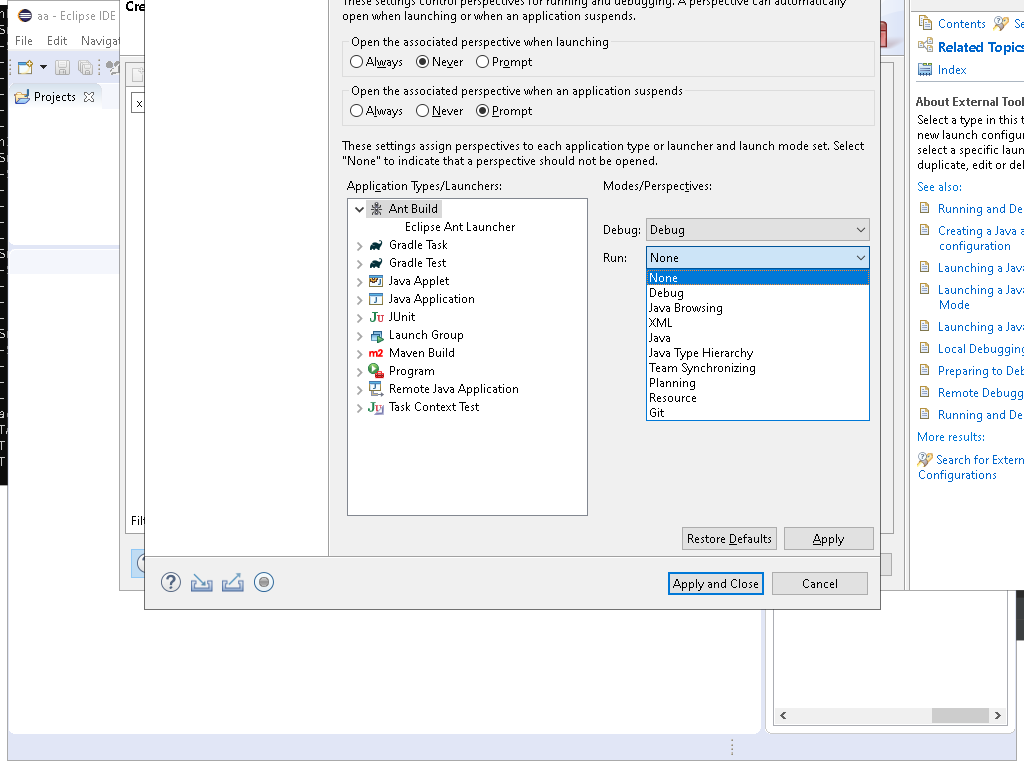 aa - Eclipse IDE
Cre
File Edit Navigat
Projects
x
Filt
These settings control perspectives for running and debugging. A perspective can automatically
open when launching or when an application suspends.
Open the associated perspective when launching
Always Never Prompt
Open the associated perspective when an application suspends
Always Never Prompt
These settings assign perspectives to each application type or launcher and launch mode set. Select
"None" to indicate that a perspective should not be opened.
Application Types/Launchers:
Modes/Perspectives:
Ant Build
Eclipse Ant Launcher
Gradle Task
Gradle Test
Java Applet
Java Application
JUnit
Launch Group
Maven Build
Program
Remote Java Application
Task Context Test
Debug: Debug
Run: None
None
Debug
Java Browsing
XML
Java
Java Type Hierarchy
Team Synchronizing
Planning
Resource
Git
Restore Defaults Apply
Apply and Close Cancel
Contents Se
Related Topics
Index
About External Tool
Select a type in this t
new launch configur
select a specific laun
duplicate, edit or del
See also:
Running and De
Creating a Java a
configuration
Launching a Java
Launching a Java
Mode
Launching a Java
Local Debugging
Preparing to Deb
Remote Debugg
Running and De
More results:
Search for Extern
Configurations